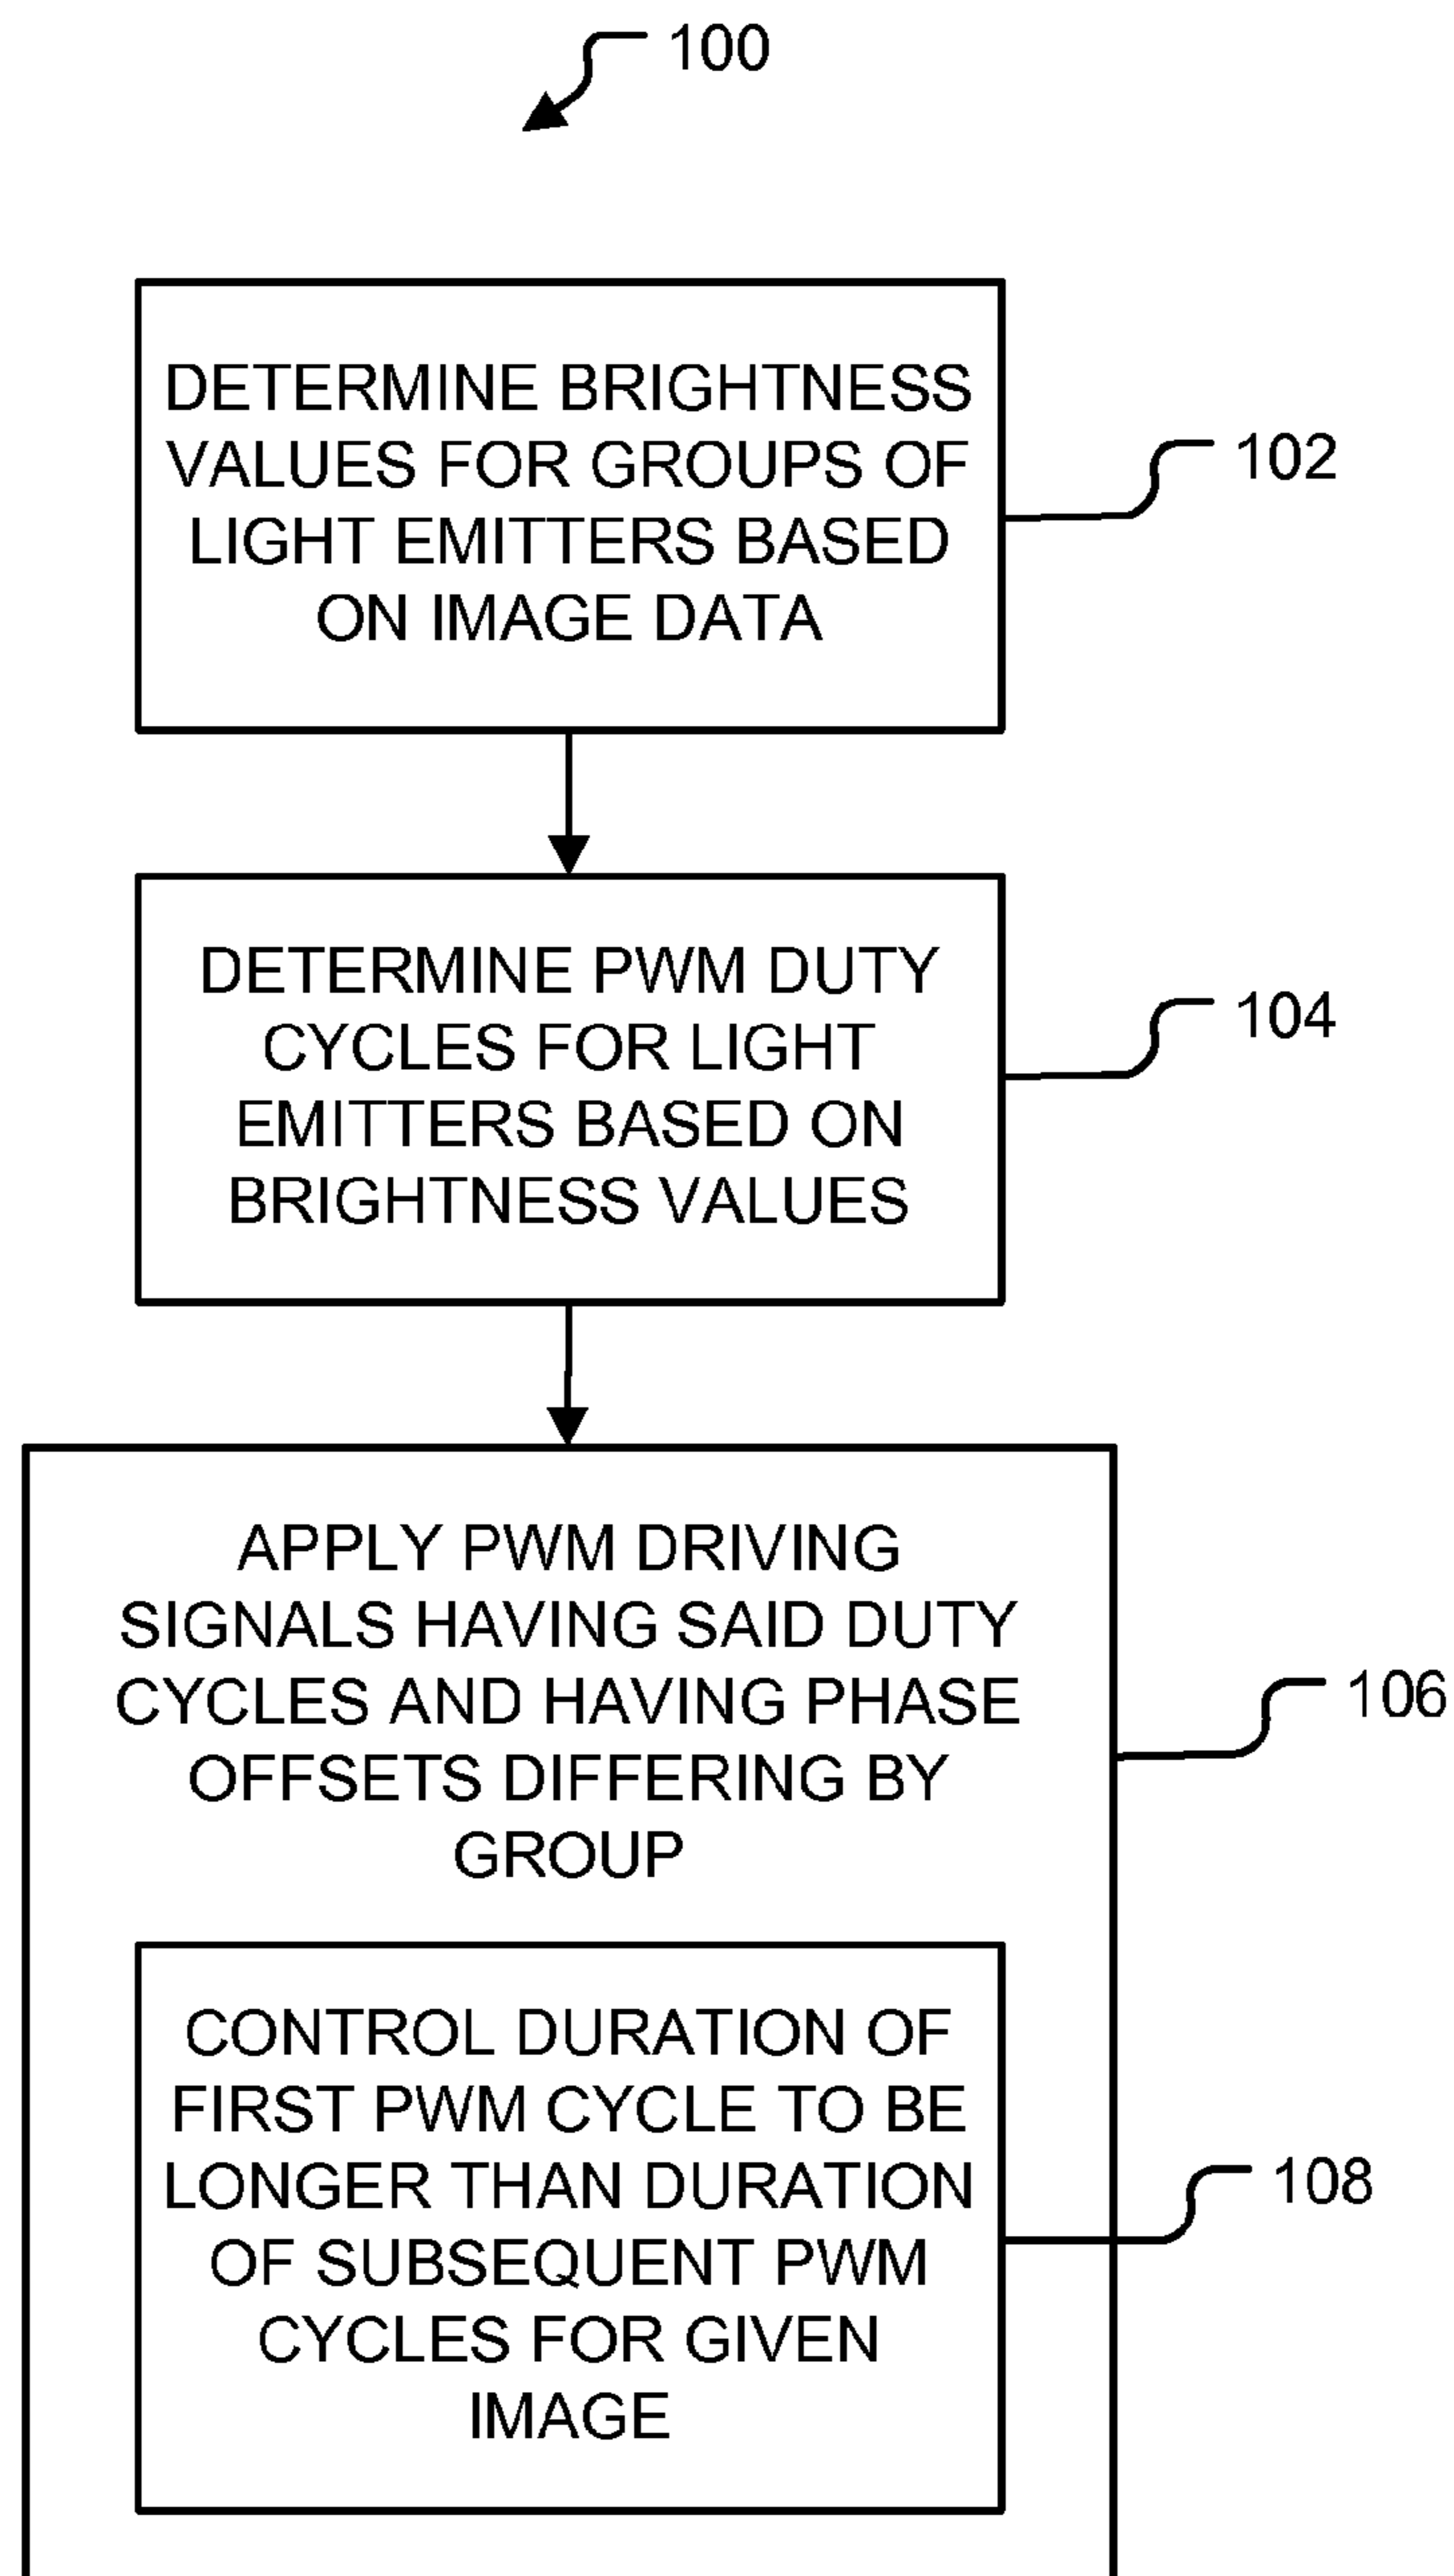 100
DETERMINE BRIGHTNESS
VALUES FOR GROUPS OF
LIGHT EMITTERS BASED
ON IMAGE DATA
102
DETERMINE PWM DUTY
CYCLES FOR LIGHT
EMITTERS BASED ON
BRIGHTNESS VALUES
104
APPLY PWM DRIVING
SIGNALS HAVING SAID DUTY
CYCLES AND HAVING PHASE
OFFSETS DIFFERING BY
GROUP
106
CONTROL DURATION OF
FIRST PWM CYCLE TO BE
LONGER THAN DURATION
OF SUBSEQUENT PWM
CYCLES FOR GIVEN
IMAGE
108